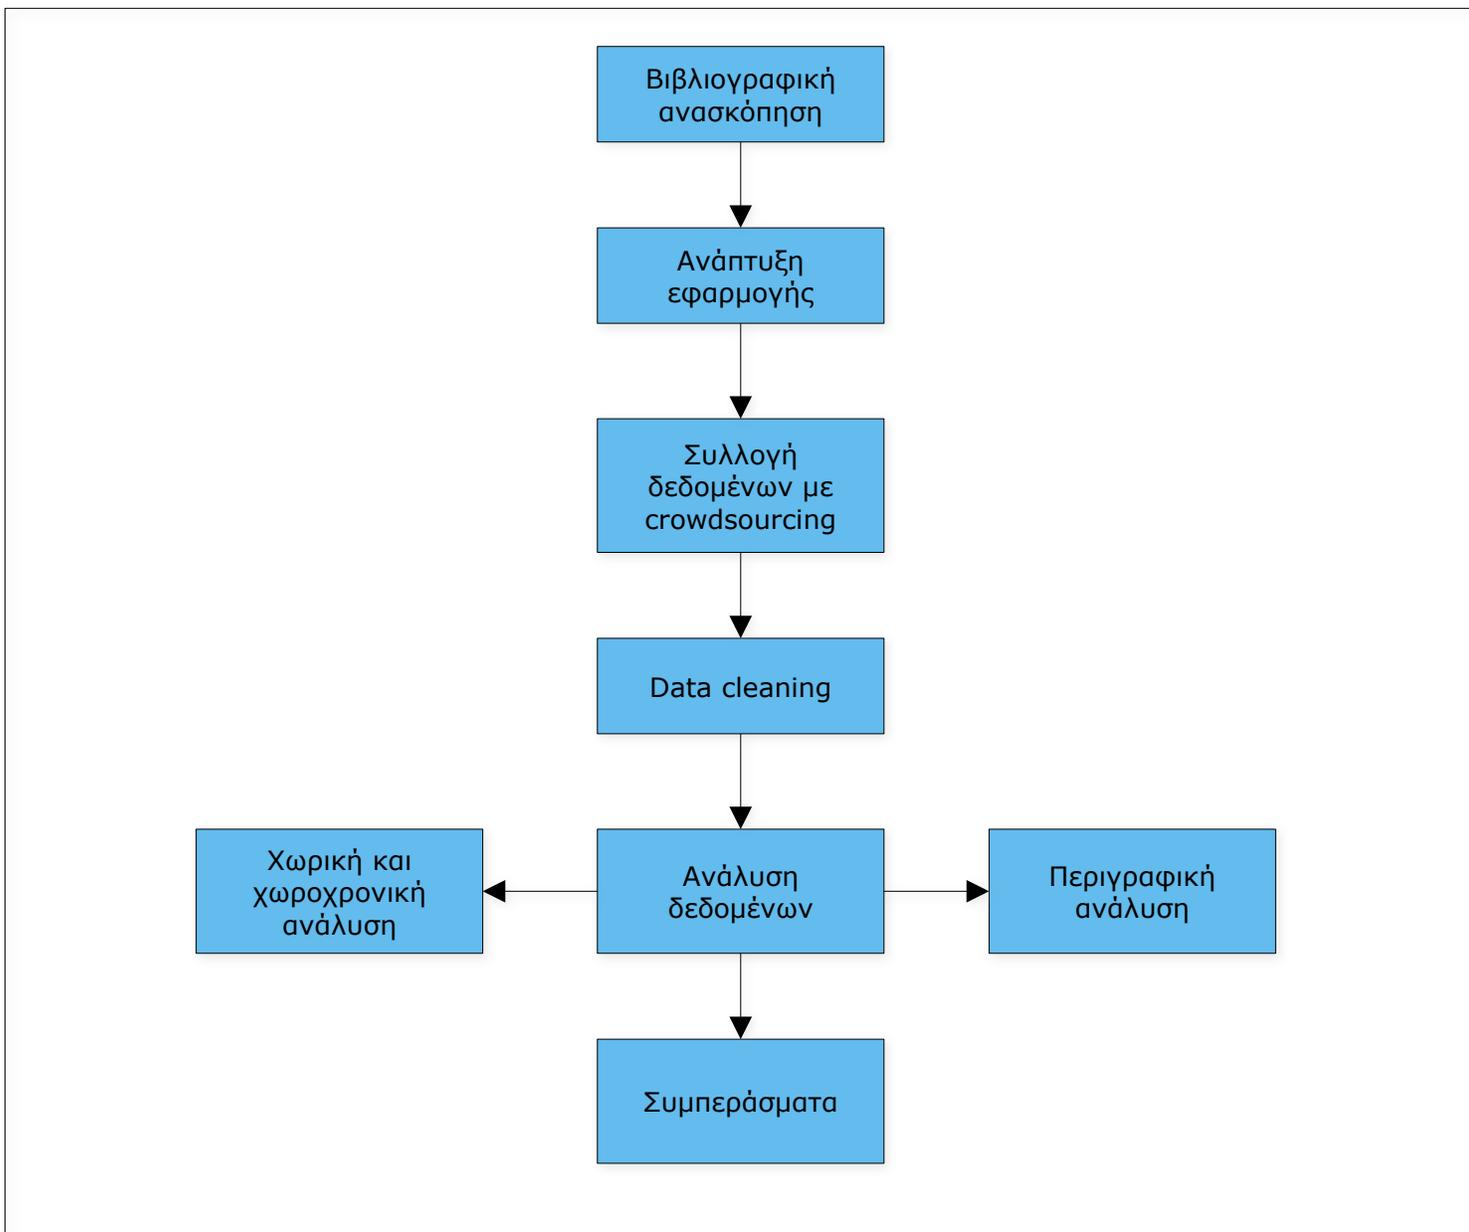 Βιβλιογραφική
ανασκόπηση
Ανάπτυξη
εφαρμογής
Συλλογή
δεδομένων με
crowdsourcing
Data cleaning
Χωρική και
χωροχρονική
ανάλυση
Ανάλυση
δεδομένων
Περιγραφική
ανάλυση
Συμπεράσματα